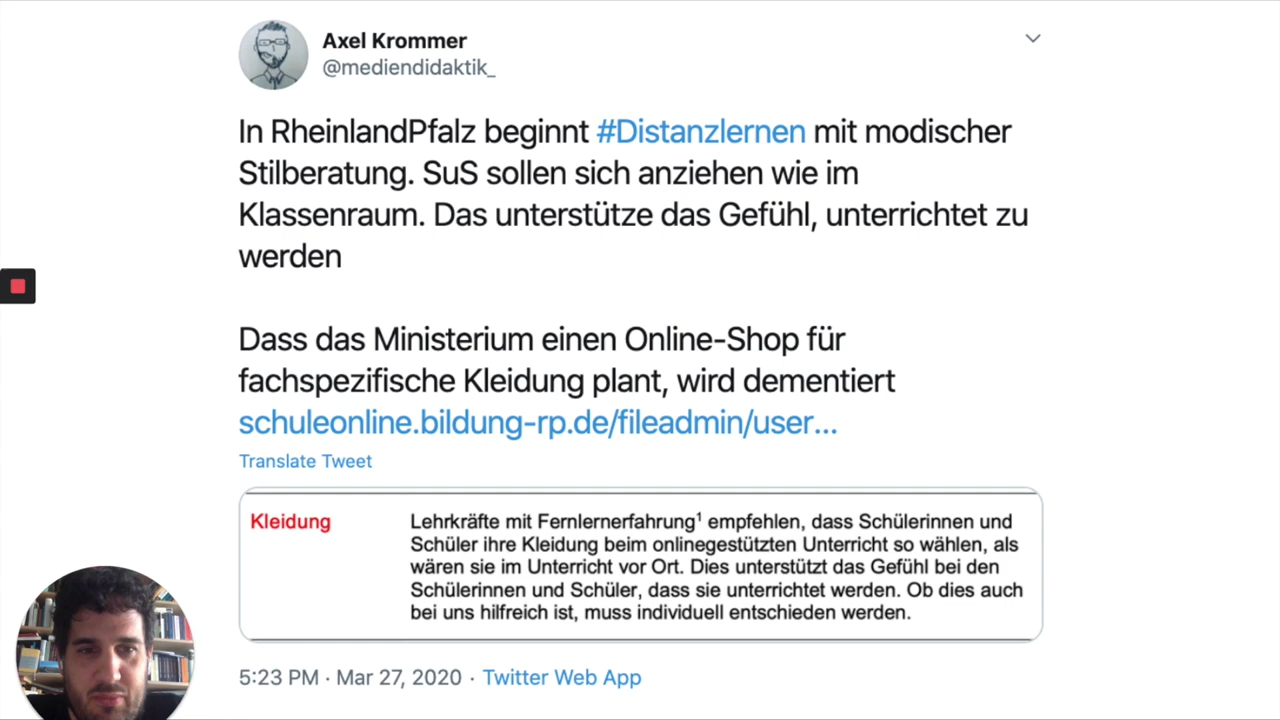 Axel Krommer
@mediendidaktik_
In RheinlandPfalz beginnt #Distanzlernen mit modischer
Stilberatung. SuS sollen sich anziehen wie im
Klassenraum. Das unterstütze das Gefühl, unterrichtet zu
werden
Dass das Ministerium einen Online-Shop für
fachspezifische Kleidung plant, wird dementiert
schuleonline.bildung-rp.de/fileadmin/user...
Translate Tweet
Kleidung
Lehrkräfte mit Fernlernerfahrung¹ empfehlen, dass Schülerinnen und
Schüler ihre Kleidung beim onlinegestützten Unterricht so wählen, als
wären sie im Unterricht vor Ort. Dies unterstützt das Gefühl bei den
Schülerinnen und Schüler, dass sie unterrichtet werden. Ob dies auch
bei uns hilfreich ist, muss individuell entschieden werden.
5:23 PM · Mar 27, 2020 · Twitter Web App